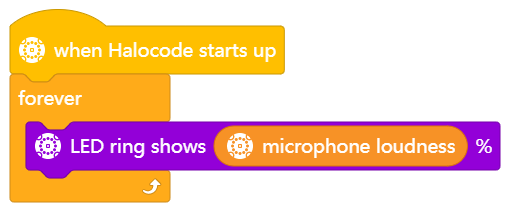 when Halocode starts up
forever
LED ring shows microphone loudness %